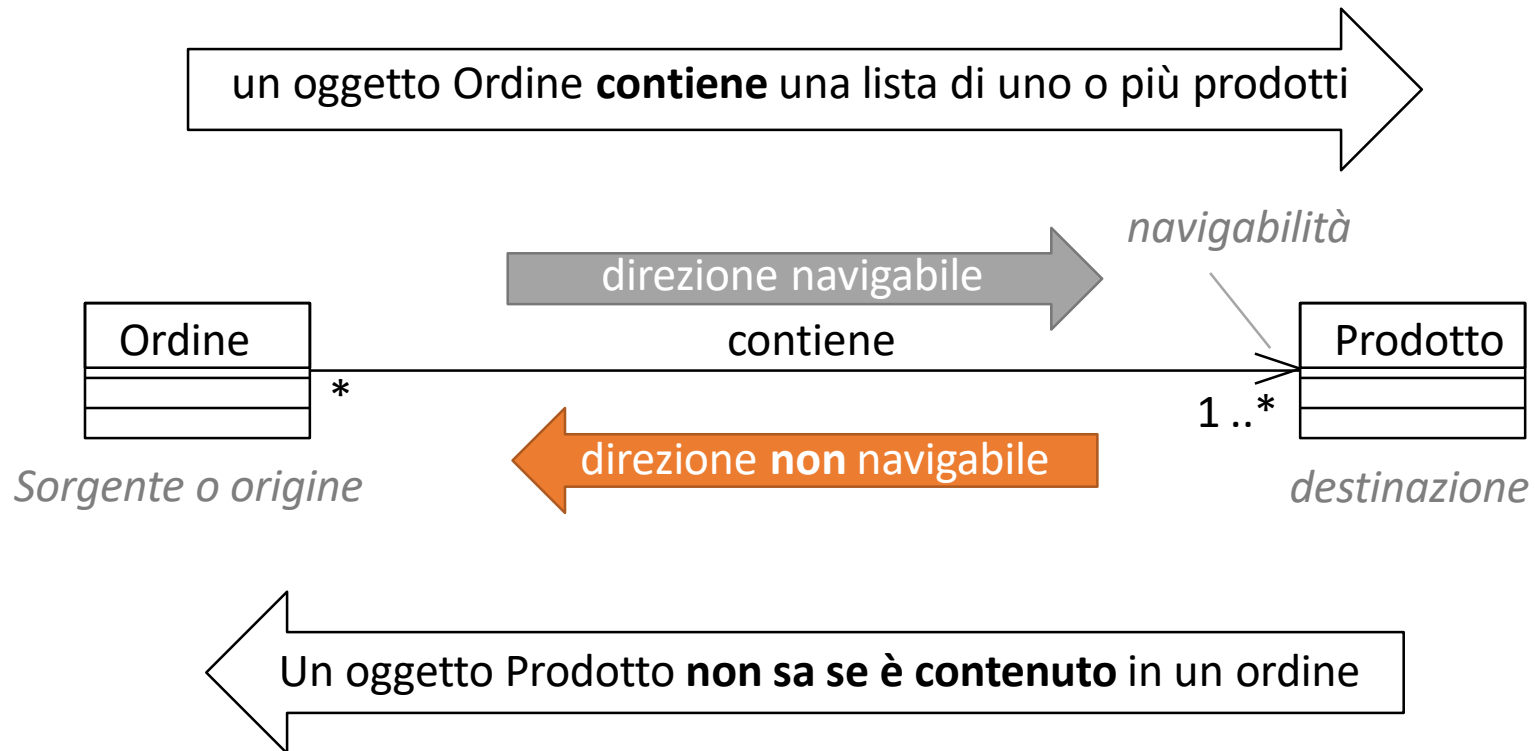 un oggetto Ordine contiene una lista di uno o più prodotti
navigabilità
direzione navigabile
Ordine
contiene
Prodotto
*
1 ..*
direzione non navigabile
Sorgente o origine
destinazione
Un oggetto Prodotto non sa se è contenuto in un ordine